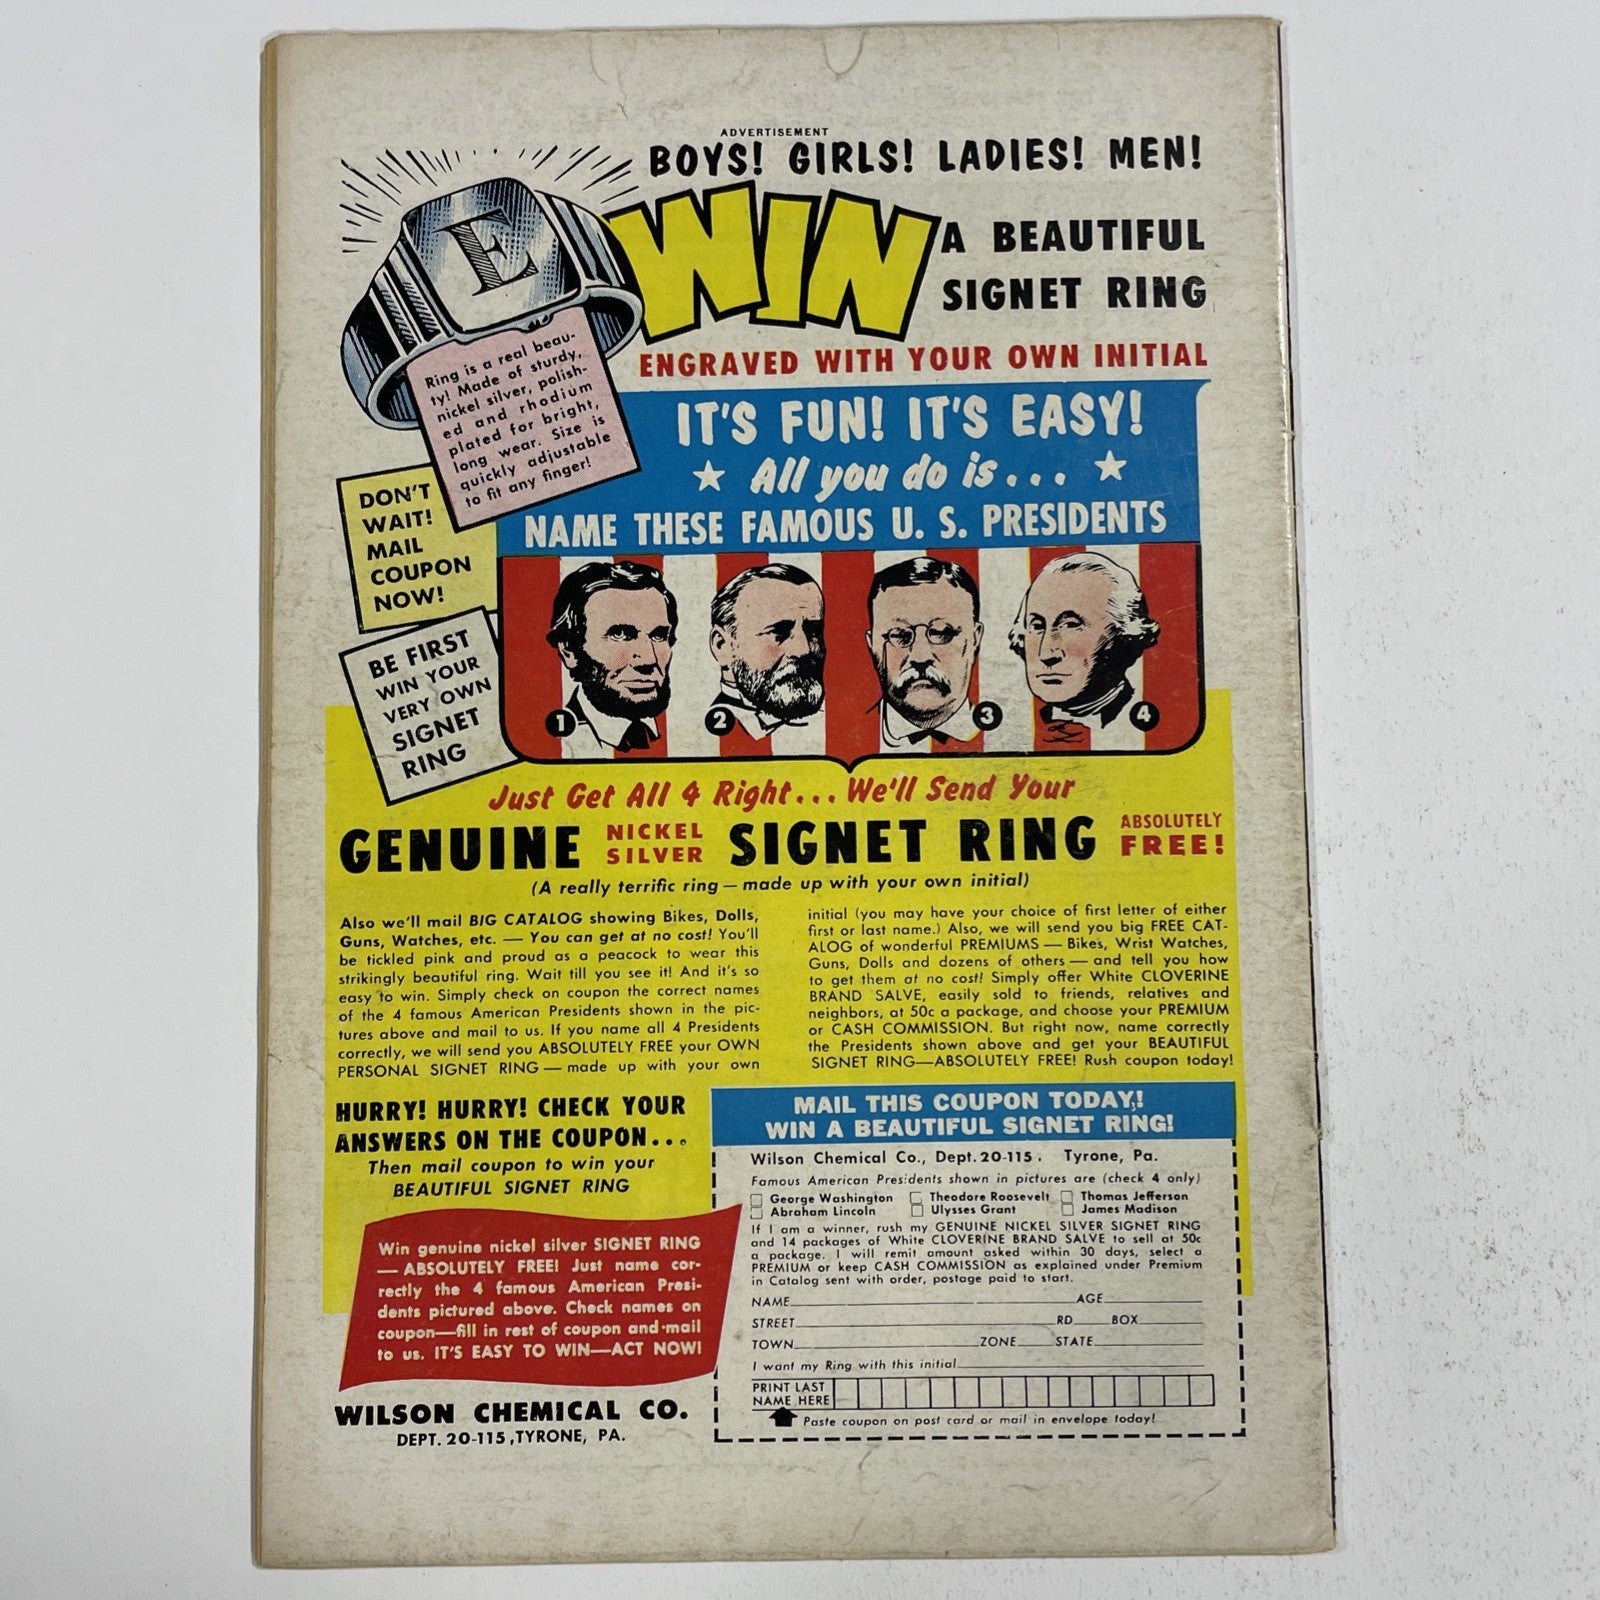 ADVERTISEMENT
BOYS! GIRLS! LADIES! MEN!
WIN
A BEAUTIFUL
SIGNET RING
ENGRAVED WITH YOUR OWN INITIAL
E
Ring is a real beau-
ty! Made of sturdy,
nickel silver, polish-
ed and rhodium
plated for bright,
long wear. Size is
quickly adjustable
to fit any finger!
DON'T
WAIT!
MAIL
COUPON
NOW!
BE FIRST
WIN YOUR
VERY OWN
SIGNET
RING
IT'S FUN! IT'S EASY!
All you do is...
NAME THESE FAMOUS U. S. PRESIDENTS
1 2 3 4
Just Get All 4 Right... We'll Send Your
GENUINE NICKEL SILVER SIGNET RING ABSOLUTELY FREE!
(A really terrific ring — made up with your own initial)
Also we'll mail BIG CATALOG showing Bikes, Dolls,
Guns, Watches, etc. — You can get at no cost! You'll
be tickled pink and proud as a peacock to wear this
strikingly beautiful ring. Wait till you see it! And it's so
easy to win. Simply check on coupon the correct names
of the 4 famous American Presidents shown in the pic-
tures above and mail to us. If you name all 4 Presidents
correctly, we will send you ABSOLUTELY FREE your OWN
PERSONAL SIGNET RING — made up with your own
initial (you may have your choice of first letter of either
first or last name.) Also, we will send you big FREE CAT-
ALOG of wonderful PREMIUMS — Bikes, Wrist Watches,
Guns, Dolls and dozens of others — and tell you how
to get them at no cost! Simply offer White CLOVERINE
BRAND SALVE, easily sold to friends, relatives and
neighbors, at 50c a package, and choose your PREMIUM
or CASH COMMISSION. But right now, name correctly
the Presidents shown above and get your BEAUTIFUL
SIGNET RING—ABSOLUTELY FREE! Rush coupon today!
HURRY! HURRY! CHECK YOUR
ANSWERS ON THE COUPON...
Then mail coupon to win your
BEAUTIFUL SIGNET RING
Win genuine nickel silver SIGNET RING
— ABSOLUTELY FREE! Just name cor-
rectly the 4 famous American Presi-
dents pictured above. Check names on
coupon—fill in rest of coupon and mail
to us. IT'S EASY TO WIN—ACT NOW!
WILSON CHEMICAL CO.
DEPT. 20-115, TYRONE, PA.
MAIL THIS COUPON TODAY!
WIN A BEAUTIFUL SIGNET RING!
Wilson Chemical Co., Dept. 20-115. Tyrone, Pa.
Famous American Presidents shown in pictures are (check 4 only)
George Washington Theodore Roosevelt Thomas Jefferson
Abraham Lincoln Ulysses Grant James Madison
If I am a winner, rush my GENUINE NICKEL SILVER SIGNET RING
and 14 packages of White CLOVERINE BRAND SALVE to sell at 50c
a package. I will remit amount asked within 30 days, select a
PREMIUM or keep CASH COMMISSION as explained under Premium
in Catalog sent with order, postage paid to start.
NAME AGE
STREET RD BOX
TOWN ZONE STATE
I want my Ring with this initial
PRINT LAST
NAME HERE
Paste coupon on post card or mail in envelope today!